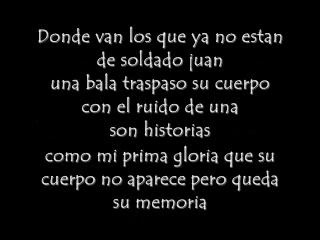 Donde van los que ya no estan
de soldado juan
una bala traspaso su cuerpo
con el ruido de una
son historias
como mi prima gloria que su
cuerpo no aparece pero queda
su memoria